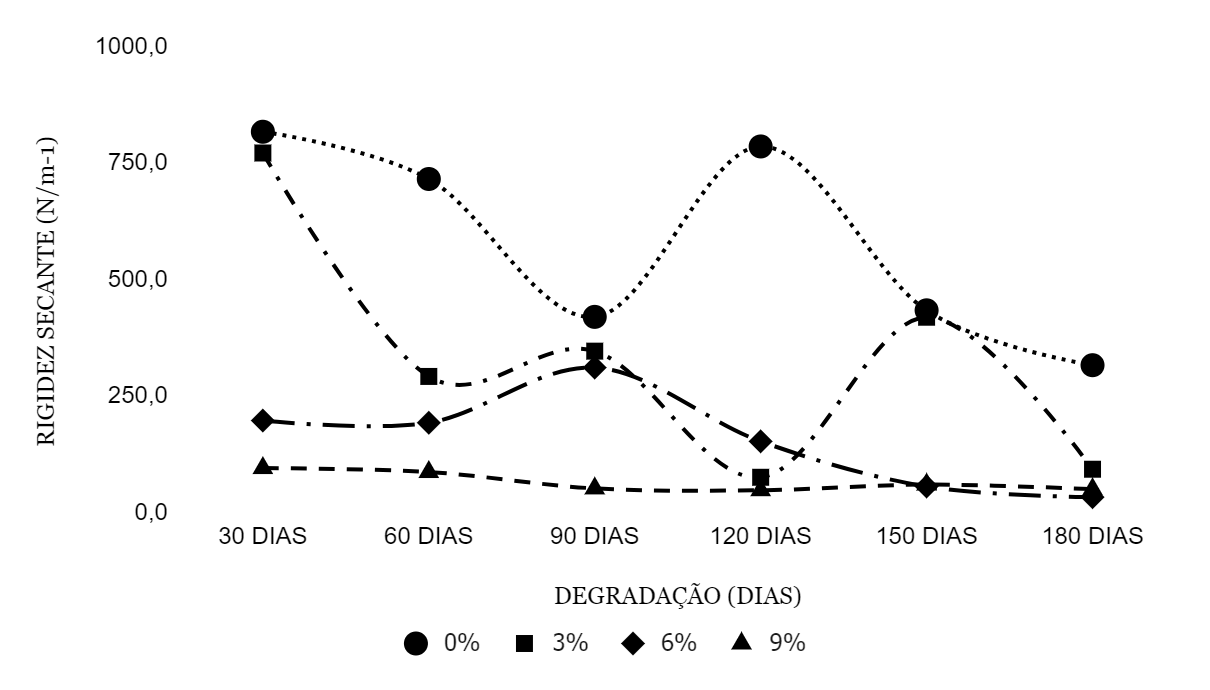 1000,0
750,0
500,0
250,0
0,0
RIGIDEZ SECANTE (N/m-1)
30 DIAS 60 DIAS 90 DIAS 120 DIAS 150 DIAS 180 DIAS
DEGRADAÇÃO (DIAS)
0% 3% 6% 9%